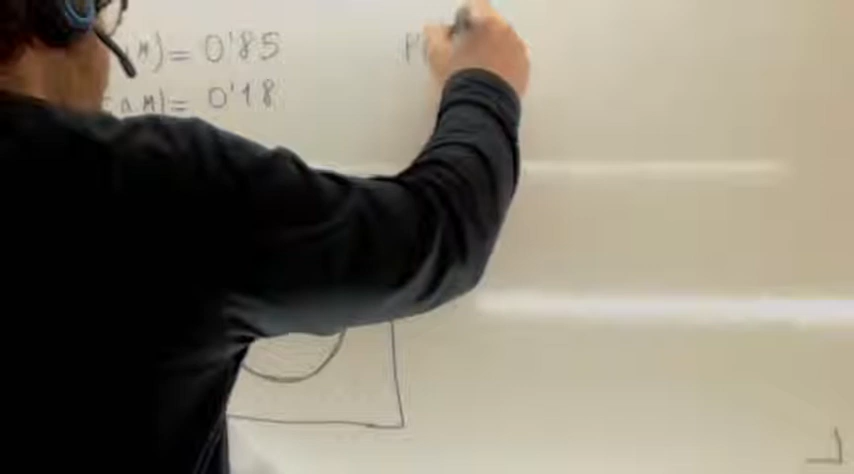 M) = 0'85 P(
∩ M) = 0'18